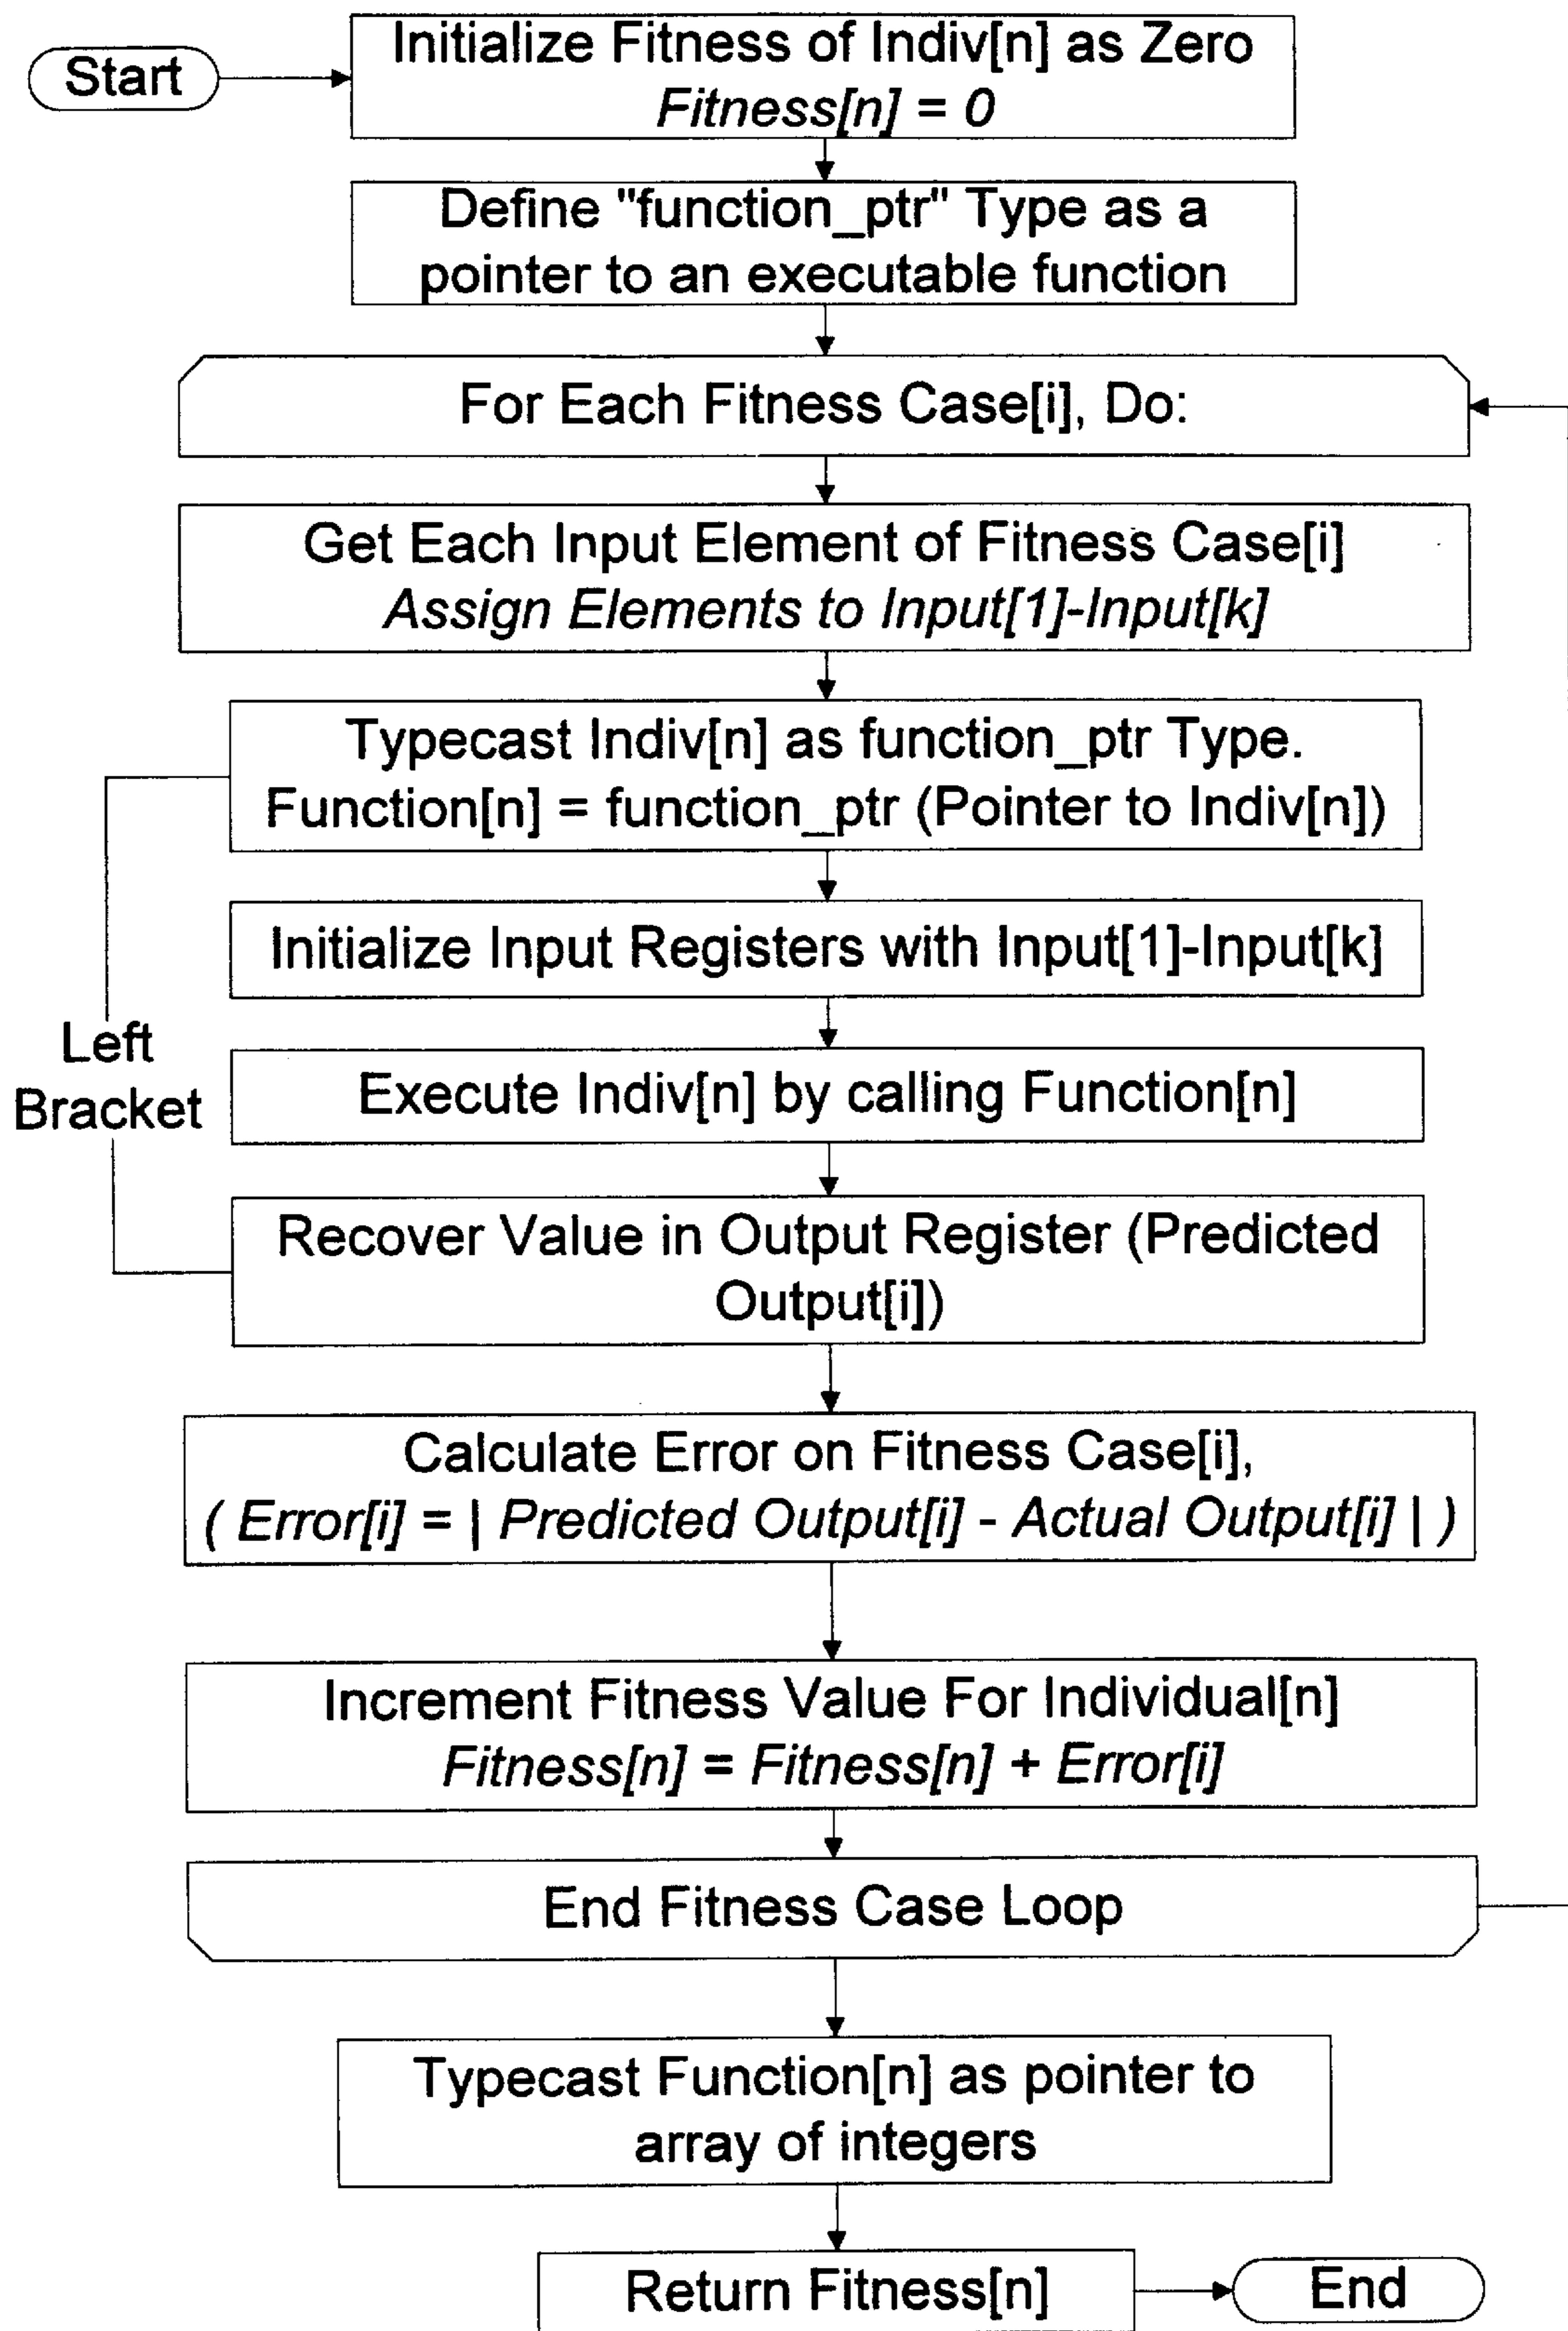 Start
Initialize Fitness of Indiv[n] as Zero
Fitness[n] = 0
Define "function_ptr" Type as a
pointer to an executable function
For Each Fitness Case[i], Do:
Get Each Input Element of Fitness Case[i]
Assign Elements to Input[1]-Input[k]
Typecast Indiv[n] as function_ptr Type.
Function[n] = function_ptr (Pointer to Indiv[n])
Initialize Input Registers with Input[1]-Input[k]
Left
Bracket
Execute Indiv[n] by calling Function[n]
Recover Value in Output Register (Predicted
Output[i])
Calculate Error on Fitness Case[i],
( Error[i] = | Predicted Output[i] - Actual Output[i] | )
Increment Fitness Value For Individual[n]
Fitness[n] = Fitness[n] + Error[i]
End Fitness Case Loop
Typecast Function[n] as pointer to
array of integers
Return Fitness[n]
End